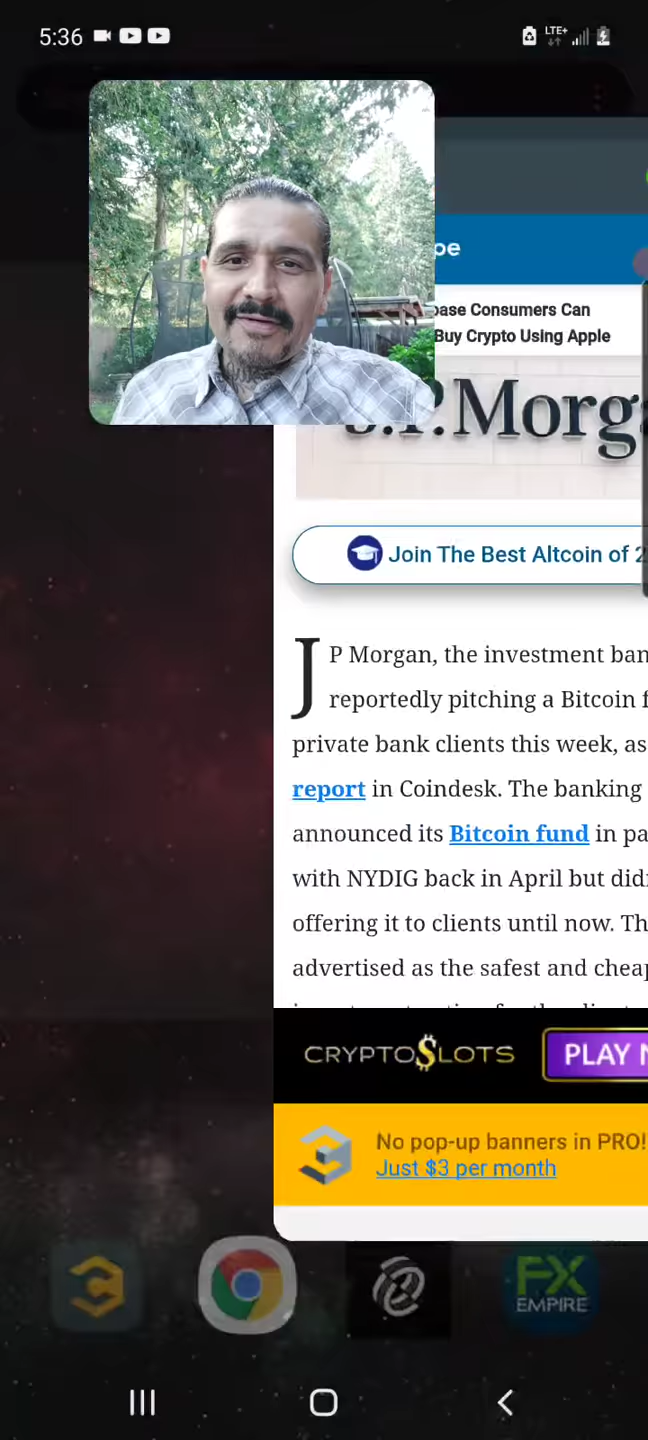 5:36
LTE+
pe
base Consumers Can
Buy Crypto Using Apple
J.P.Morg
Join The Best Altcoin of 2
J P Morgan, the investment ban
reportedly pitching a Bitcoin f
private bank clients this week, as
report in Coindesk. The banking
announced its Bitcoin fund in pa
with NYDIG back in April but did
offering it to clients until now. Th
advertised as the safest and cheap
CRYPTO$LOTS
PLAY N
No pop-up banners in PRO!
Just $3 per month
FX
EMPIRE